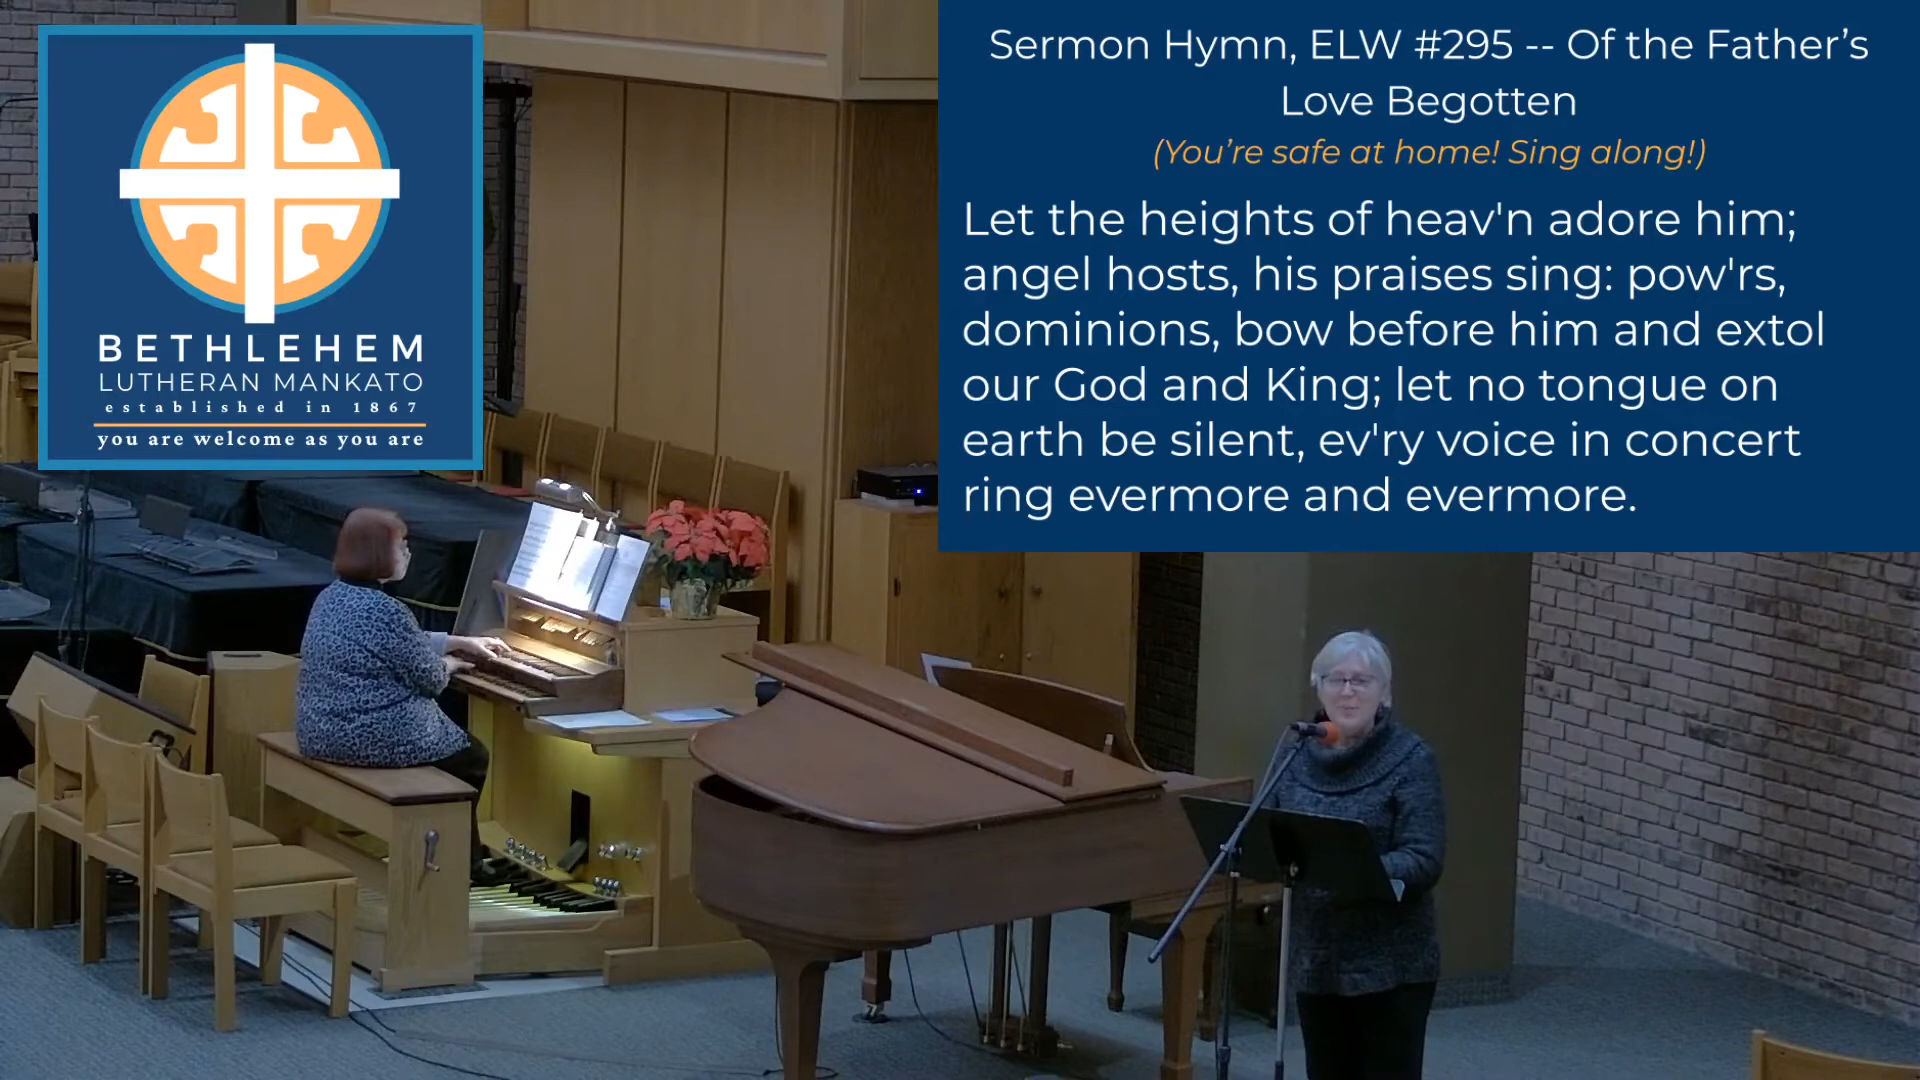 BETHLEHEM
LUTHERAN MANKATO
established in 1867
you are welcome as you are
Sermon Hymn, ELW #295 -- Of the Father’s
Love Begotten
(You’re safe at home! Sing along!)
Let the heights of heav'n adore him;
angel hosts, his praises sing: pow'rs,
dominions, bow before him and extol
our God and King; let no tongue on
earth be silent, ev'ry voice in concert
ring evermore and evermore.